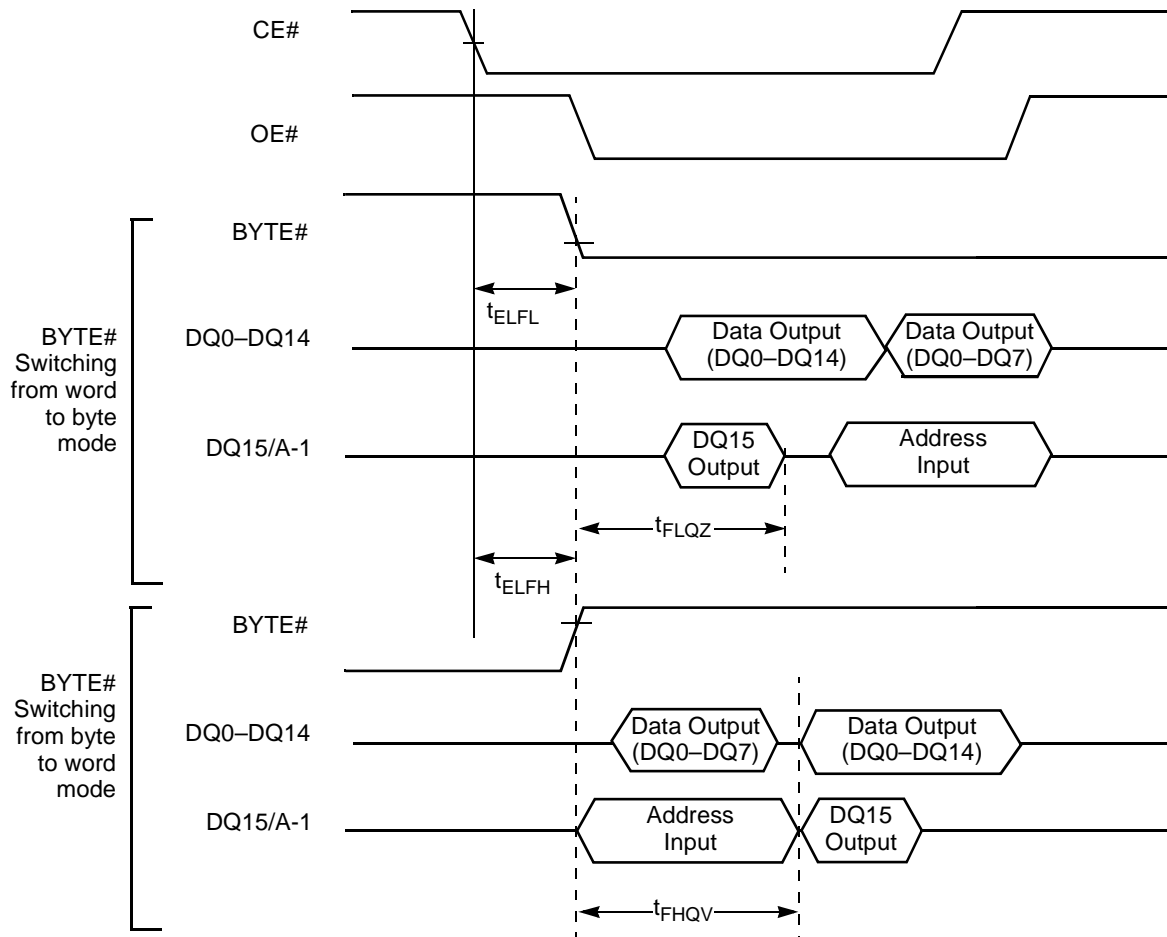 CE#
OE#
BYTE#
tELFL
BYTE#
Switching
from word
to byte
mode
DQ0–DQ14
Data Output
(DQ0–DQ14)
Data Output
(DQ0–DQ7)
DQ15/A-1
DQ15
Output
Address
Input
tFLQZ
tELFH
BYTE#
BYTE#
Switching
from byte
to word
mode
DQ0–DQ14
Data Output
(DQ0–DQ7)
Data Output
(DQ0–DQ14)
DQ15/A-1
Address
Input
DQ15
Output
tFHQV